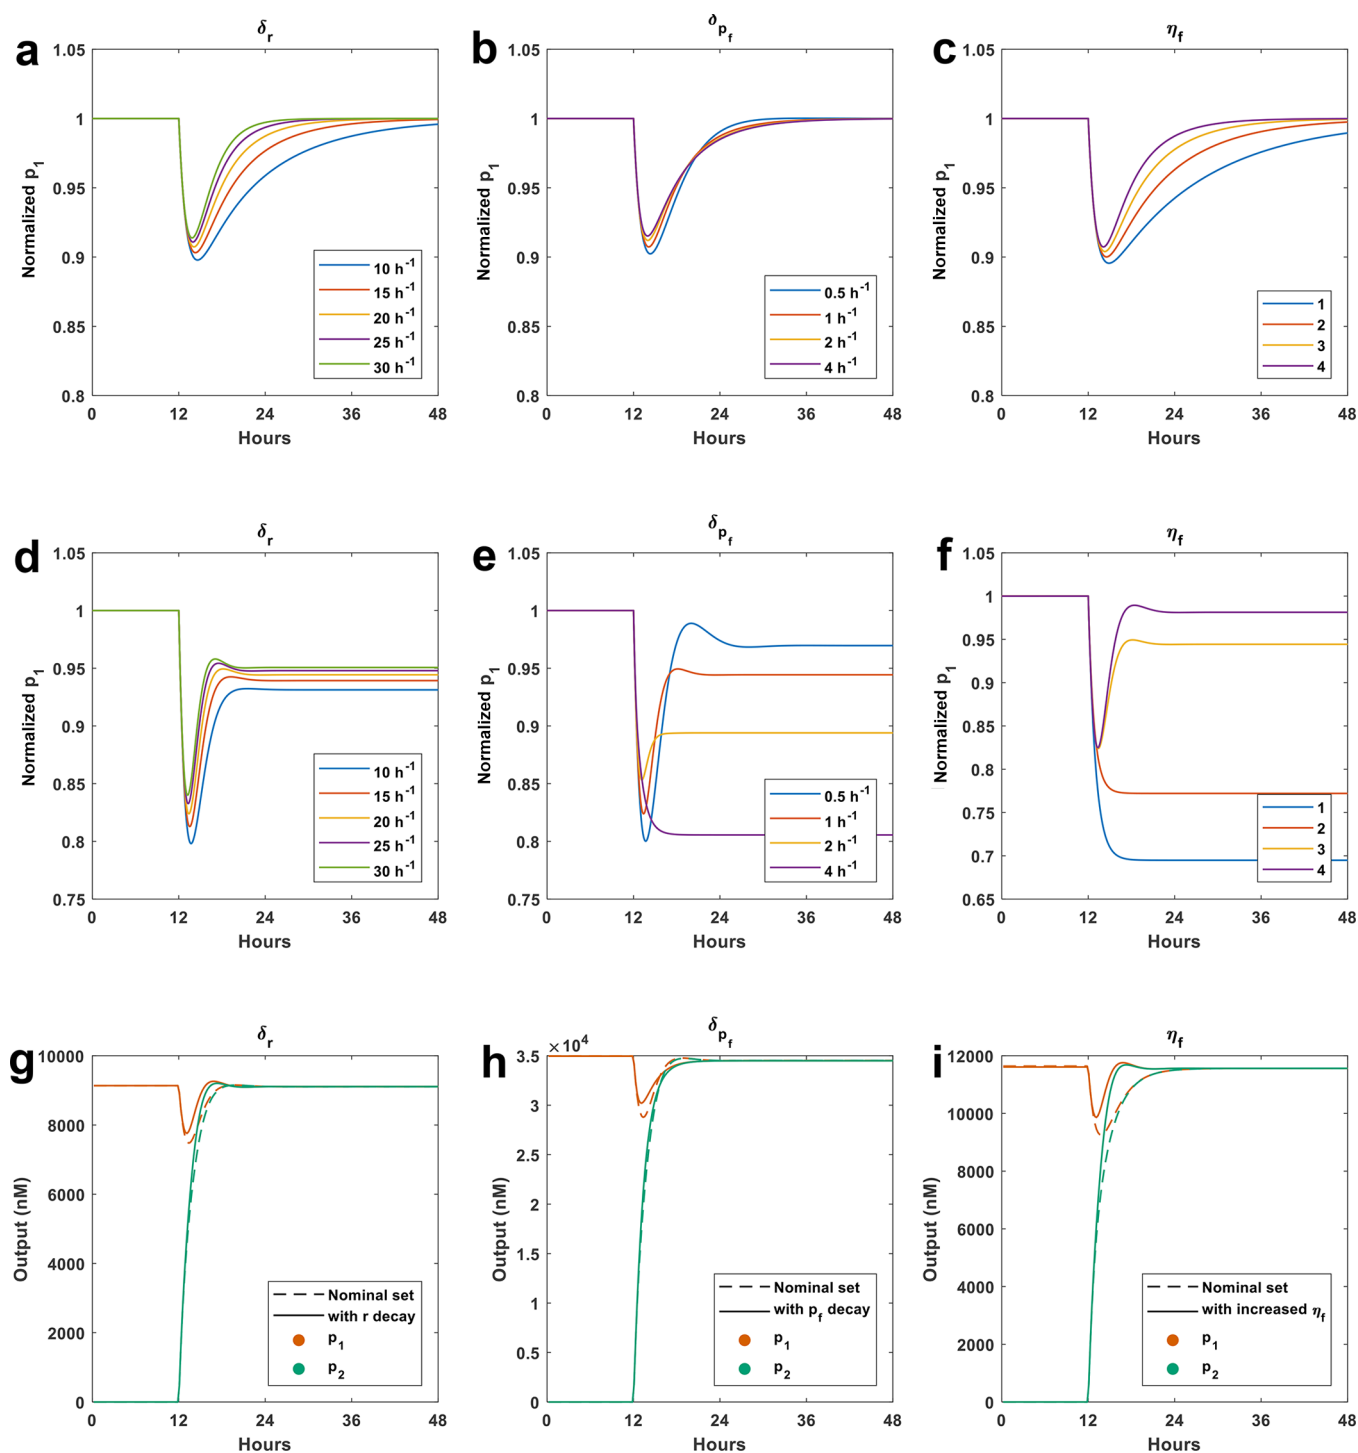 a
δr
1.05
1
0.95
0.9
0.85
0.8
Normalized p1
10 h-1
15 h-1
20 h-1
25 h-1
30 h-1
0 12 24 36 48
Hours
b
δpf
1.05
1
0.95
0.9
0.85
0.8
Normalized p1
0.5 h-1
1 h-1
2 h-1
4 h-1
0 12 24 36 48
Hours
c
ηf
1.05
1
0.95
0.9
0.85
0.8
Normalized p1
1
2
3
4
0 12 24 36 48
Hours
d
δr
1.05
1
0.95
0.9
0.85
0.8
0.75
Normalized p1
10 h-1
15 h-1
20 h-1
25 h-1
30 h-1
0 12 24 36 48
Hours
e
δpf
1.05
1
0.95
0.9
0.85
0.8
0.75
Normalized p1
0.5 h-1
1 h-1
2 h-1
4 h-1
0 12 24 36 48
Hours
f
ηf
1.05
1
0.95
0.9
0.85
0.8
0.75
0.7
0.65
Normalized p1
1
2
3
4
0 12 24 36 48
Hours
g
δr
10000
8000
6000
4000
2000
0
Output (nM)
Nominal set
with r decay
p1
p2
0 12 24 36 48
Hours
h
δpf
×104
3.5
3
3.5
2
1.5
1
0.5
0
Output (nM)
Nominal set
with pf decay
p1
p2
0 12 24 36 48
Hours
i
ηf
12000
10000
8000
6000
4000
2000
0
Output (nM)
Nominal set
with increased ηf
p1
p2
0 12 24 36 48
Hours